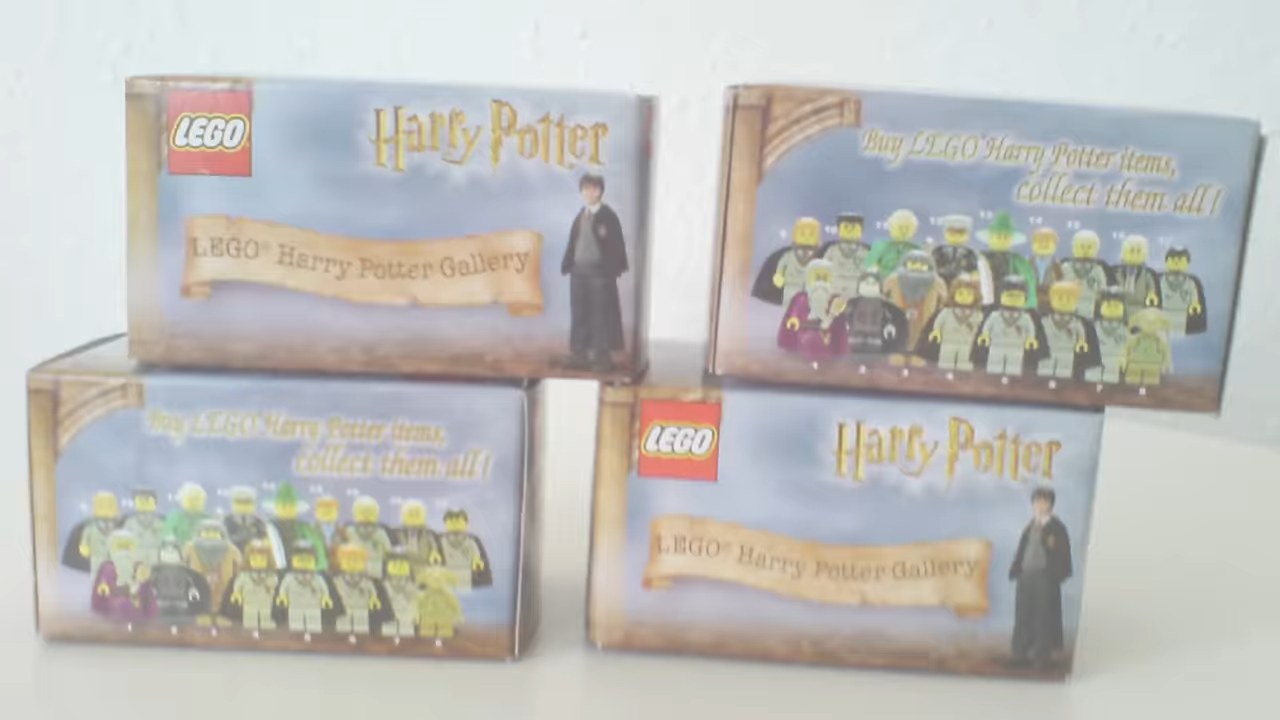 LEGO
Harry Potter
LEGO® Harry Potter Gallery
Buy LEGO Harry Potter items,
collect them all!
Buy LEGO Harry Potter items,
collect them all!
LEGO
Harry Potter
LEGO® Harry Potter Gallery